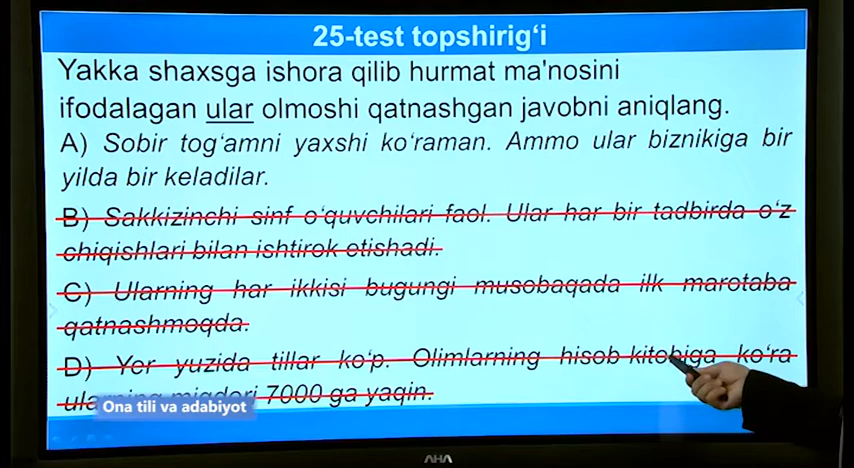 25-test topshirig‘i
Yakka shaxsga ishora qilib hurmat ma'nosini
ifodalagan ular olmoshi qatnashgan javobni aniqlang.
A) Sobir tog‘amni yaxshi ko‘raman. Ammo ular biznikiga bir
yilda bir keladilar.
B) Sakkizinchi sinf o‘quvchilari faol. Ular har bir tadbirda o‘z
chiqishlari bilan ishtirok etishadi.
C) Ularning har ikkisi bugungi musobaqada ilk marotaba
qatnashmoqda.
D) Yer yuzida tillar ko‘p. Olimlarning hisob-kitobiga ko‘ra
7000 ga yaqin.
Ona tili va adabiyot
AHA